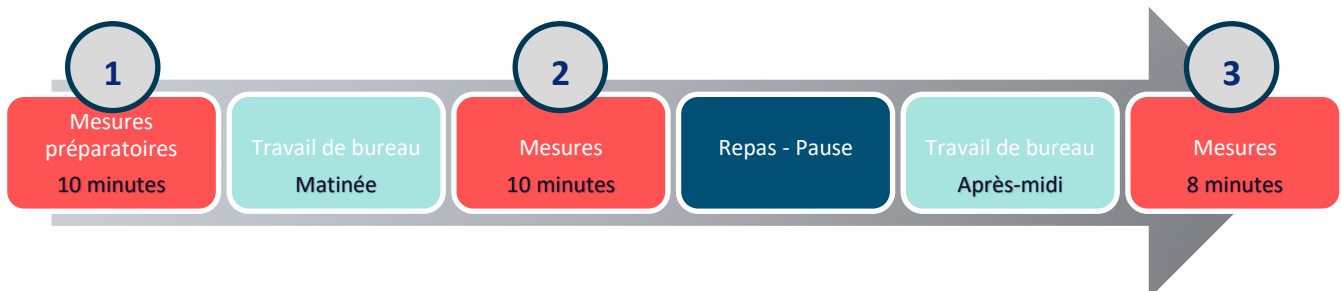 1
Mesures
préparatoires
10 minutes
Travail de bureau
Matinée
2
Mesures
10 minutes
Repas - Pause
Travail de bureau
Après-midi
3
Mesures
8 minutes